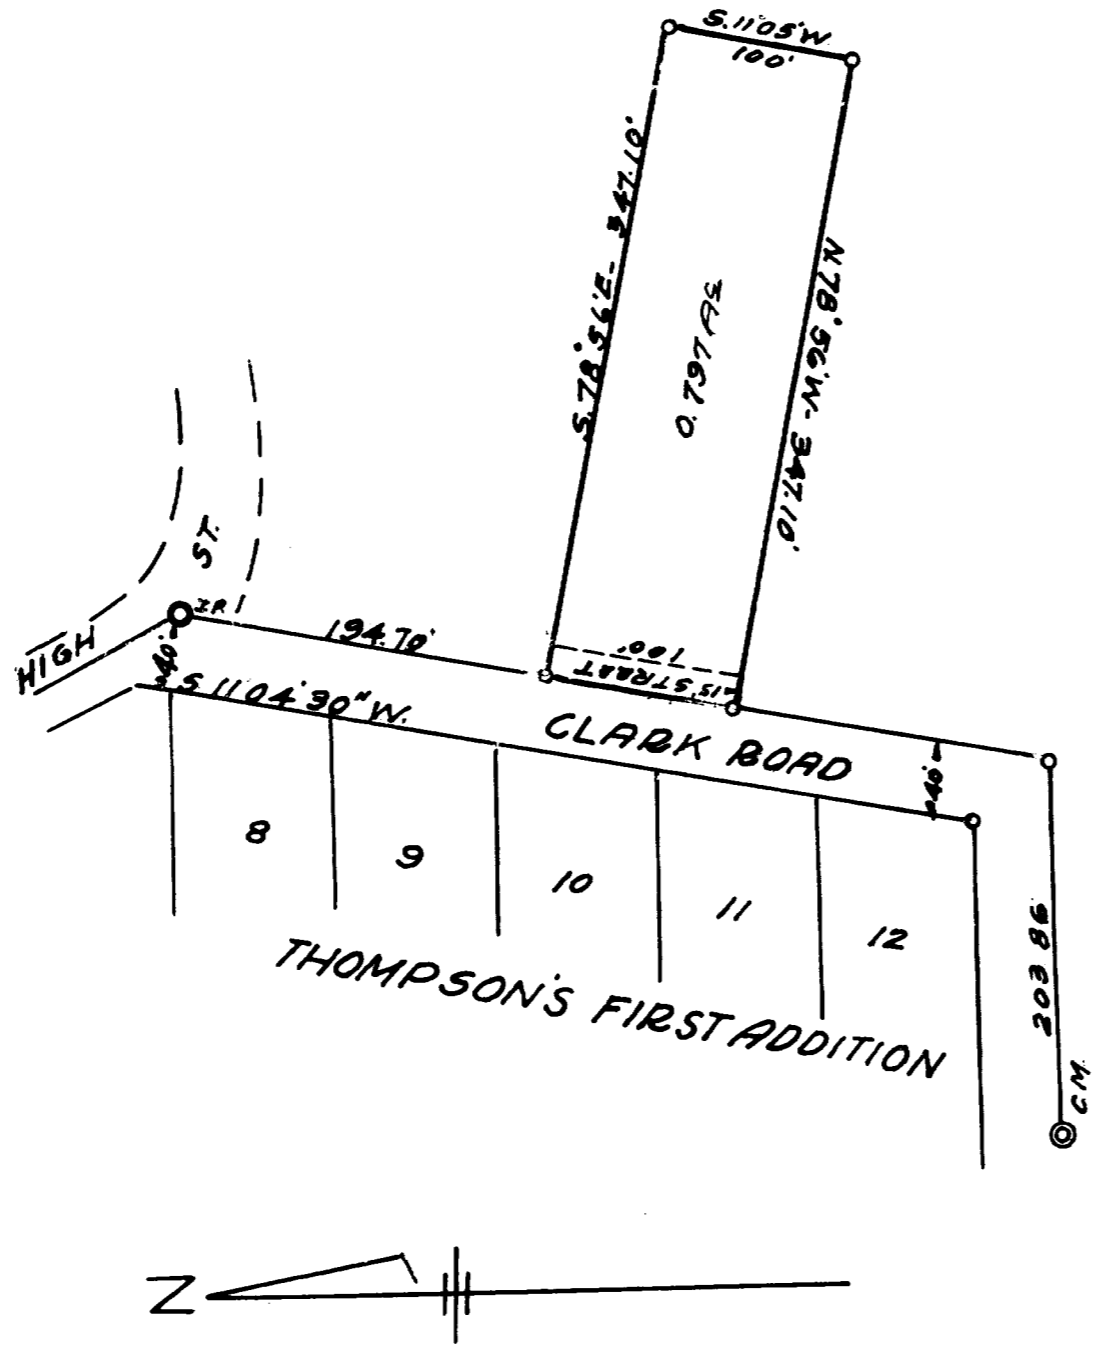 S. 11°05' W.
100'
S. 78° 56' E - 347.10'
0.797 Ac
N. 78° 56' W - 347.10'
ST.
HIGH
I R
194.70'
40'
S 11 04' 30" W.
100'
15' STRAAT
CLARK ROAD
40'
8
9
10
11
12
THOMPSON'S FIRST ADDITION
203 86
C M.
N